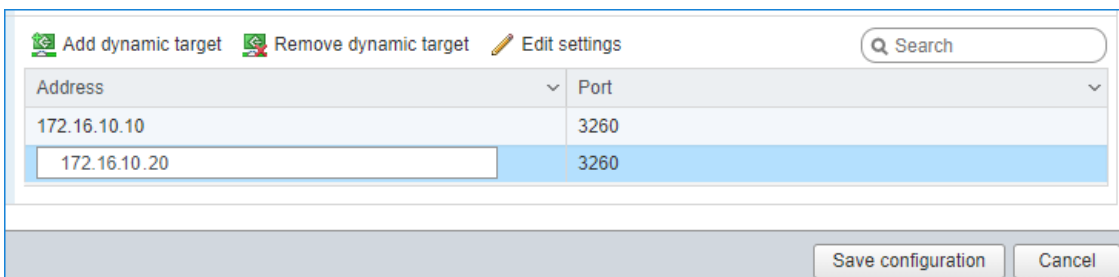 Add dynamic target Remove dynamic target Edit settings Search
Address Port
172.16.10.10 3260
172.16.10.20 3260
Save configuration Cancel